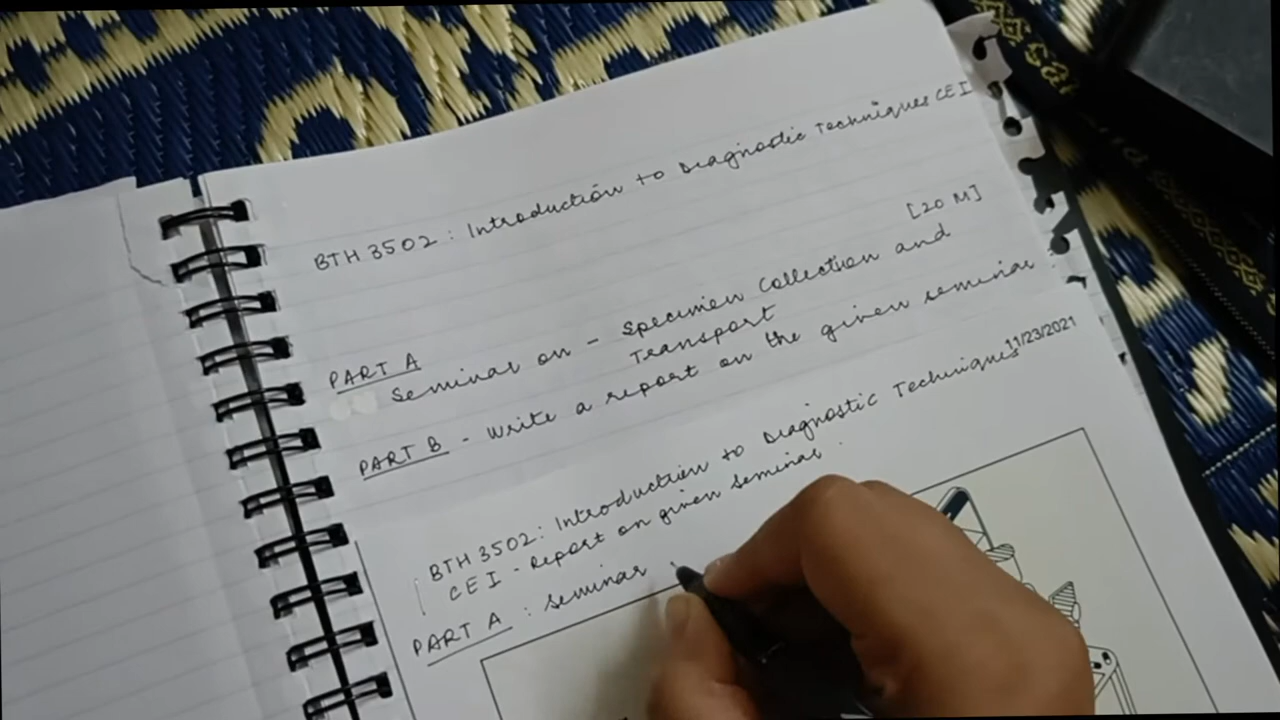 BTH 3502 : Introduction to Diagnostic Techniques CE I
[20 M]
PART A
Seminar on - Specimen Collection and
Transport
PART B - Write a report on the given seminar
11/23/2021
BTH 3502 : Introduction to Diagnostic Techniques
CE I - Report on given seminar
PART A : Seminar